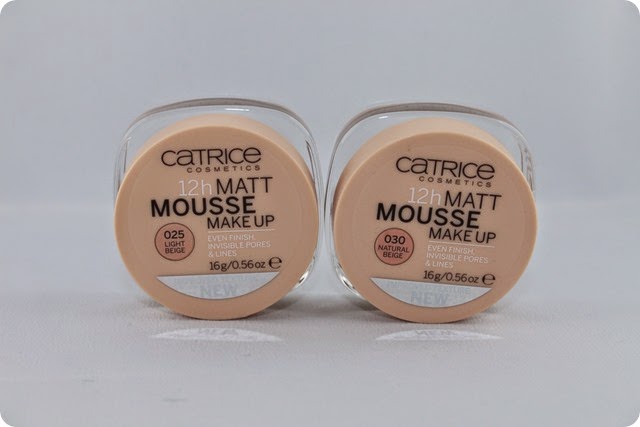 CATRICE
COSMETICS
12h MATT
MOUSSE
MAKE UP
025
LIGHT
BEIGE
EVEN FINISH,
INVISIBLE PORES
& LINES
16g/0.56oz ℮
NEW
CATRICE
COSMETICS
12h MATT
MOUSSE
MAKE UP
030
NATURAL
BEIGE
EVEN FINISH,
INVISIBLE PORES
& LINES
16g/0.56oz ℮
NEW